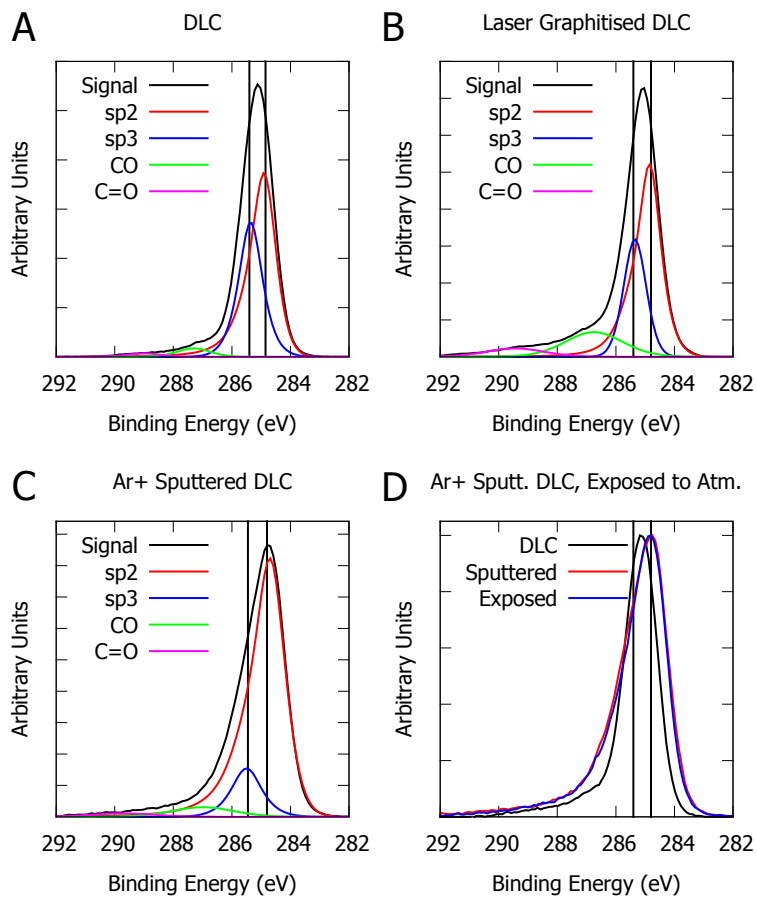 A
DLC
Signal
sp2
sp3
CO
C=O
Arbitrary Units
292 290 288 286 284 282
Binding Energy (eV)
B
Laser Graphitised DLC
Signal
sp2
sp3
CO
C=O
Arbitrary Units
292 290 288 286 284 282
Binding Energy (eV)
C
Ar+ Sputtered DLC
Signal
sp2
sp3
CO
C=O
Arbitrary Units
292 290 288 286 284 282
Binding Energy (eV)
D
Ar+ Sputt. DLC, Exposed to Atm.
DLC
Sputtered
Exposed
Arbitrary Units
292 290 288 286 284 282
Binding Energy (eV)